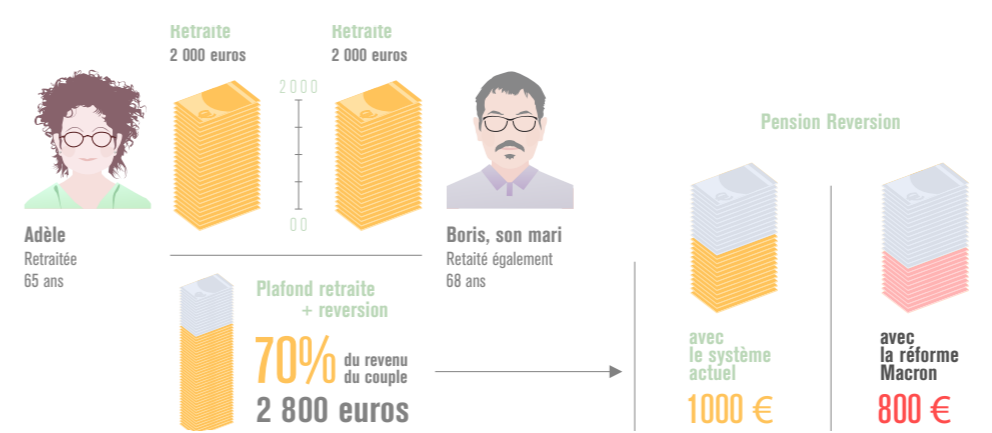 Retraite
2 000 euros
Retraite
2 000 euros
2000
00
Adèle
Retraitée
65 ans
Boris, son mari
Retaité également
68 ans
Plafond retraite
+ reversion
70%
du revenu
du couple
2 800 euros
Pension Reversion
avec
le système
actuel
1000 €
avec
la réforme
Macron
800 €